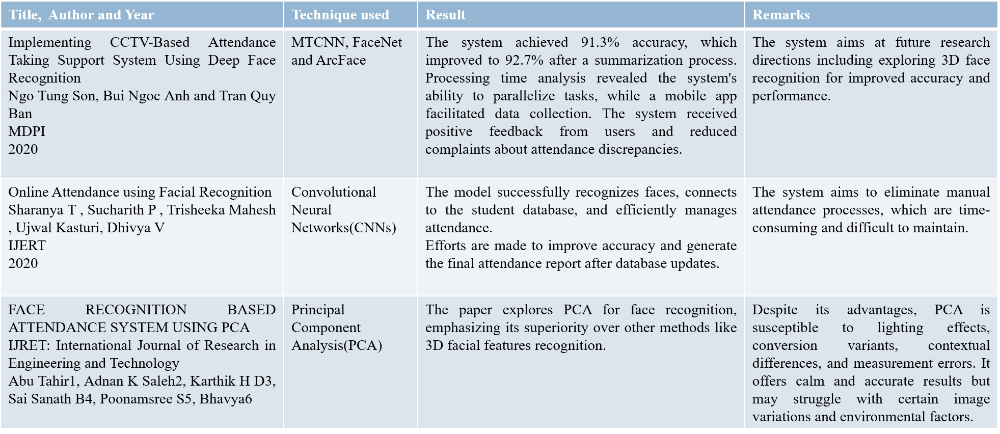 Title, Author and Year
Technique used
Result
Remarks
Implementing CCTV-Based Attendance
Taking Support System Using Deep Face
Recognition
Ngo Tung Son, Bui Ngoc Anh and Tran Quy
Ban
MDPI
2020
MTCNN, FaceNet
and ArcFace
The system achieved 91.3% accuracy, which
improved to 92.7% after a summarization process.
Processing time analysis revealed the system's
ability to parallelize tasks, while a mobile app
facilitated data collection. The system received
positive feedback from users and reduced
complaints about attendance discrepancies.
The system aims at future research
directions including exploring 3D face
recognition for improved accuracy and
performance.
Online Attendance using Facial Recognition
Sharanya T , Sucharith P , Trisheeka Mahesh
, Ujwal Kasturi, Dhivya V
IJERT
2020
Convolutional
Neural
Networks(CNNs)
The model successfully recognizes faces, connects
to the student database, and efficiently manages
attendance.
Efforts are made to improve accuracy and generate
the final attendance report after database updates.
The system aims to eliminate manual
attendance processes, which are time-
consuming and difficult to maintain.
FACE RECOGNITION BASED
ATTENDANCE SYSTEM USING PCA
IJRET: International Journal of Research in
Engineering and Technology
Abu Tahir1, Adnan K Saleh2, Karthik H D3,
Sai Sanath B4, Poonamsree S5, Bhavya6
Principal
Component
Analysis(PCA)
The paper explores PCA for face recognition,
emphasizing its superiority over other methods like
3D facial features recognition.
Despite its advantages, PCA is
susceptible to lighting effects,
conversion variants, contextual
differences, and measurement errors. It
offers calm and accurate results but
may struggle with certain image
variations and environmental factors.